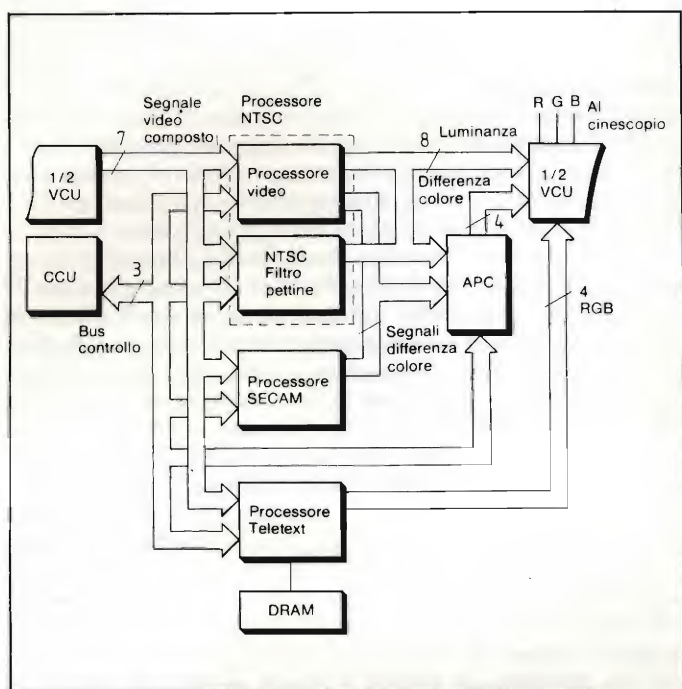 Segnale
video
composto
Processore
NTSC
7
1/2
VCU
CCU
3
Bus
controllo
Processore
video
NTSC
Filtro
pettine
Processore
SECAM
Processore
Teletext
DRAM
8
Luminanza
Differenza
colore
4
APC
Segnali
differenza
colore
R G B
Al
cinescopio
1/2
VCU
4
RGB